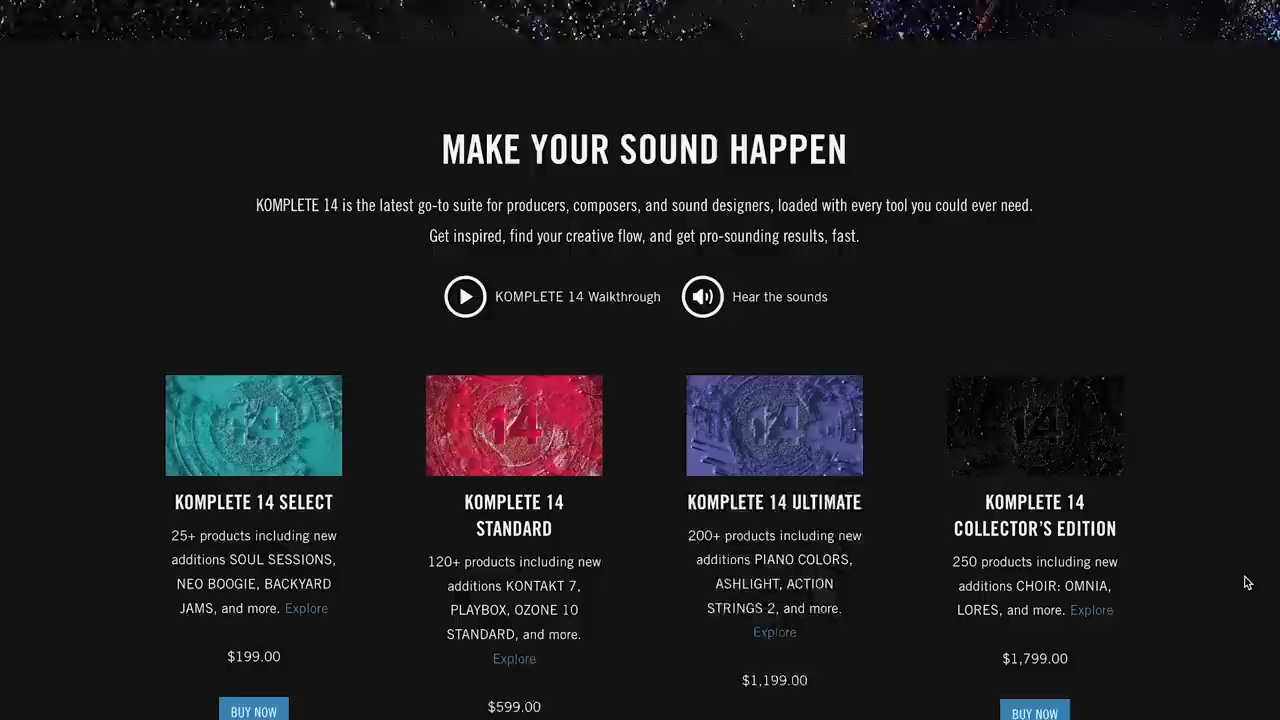 MAKE YOUR SOUND HAPPEN
KOMPLETE 14 is the latest go-to suite for producers, composers, and sound designers, loaded with every tool you could ever need.
Get inspired, find your creative flow, and get pro-sounding results, fast.
KOMPLETE 14 Walkthrough
Hear the sounds
14
14
14
14
KOMPLETE 14 SELECT
25+ products including new
additions SOUL SESSIONS,
NEO BOOGIE, BACKYARD
JAMS, and more. Explore
$199.00
BUY NOW
KOMPLETE 14
STANDARD
120+ products including new
additions KONTAKT 7,
PLAYBOX, OZONE 10
STANDARD, and more.
Explore
$599.00
KOMPLETE 14 ULTIMATE
200+ products including new
additions PIANO COLORS,
ASHLIGHT, ACTION
STRINGS 2, and more.
Explore
$1,199.00
KOMPLETE 14
COLLECTOR'S EDITION
250 products including new
additions CHOIR: OMNIA,
LORES, and more. Explore
$1,799.00
BUY NOW